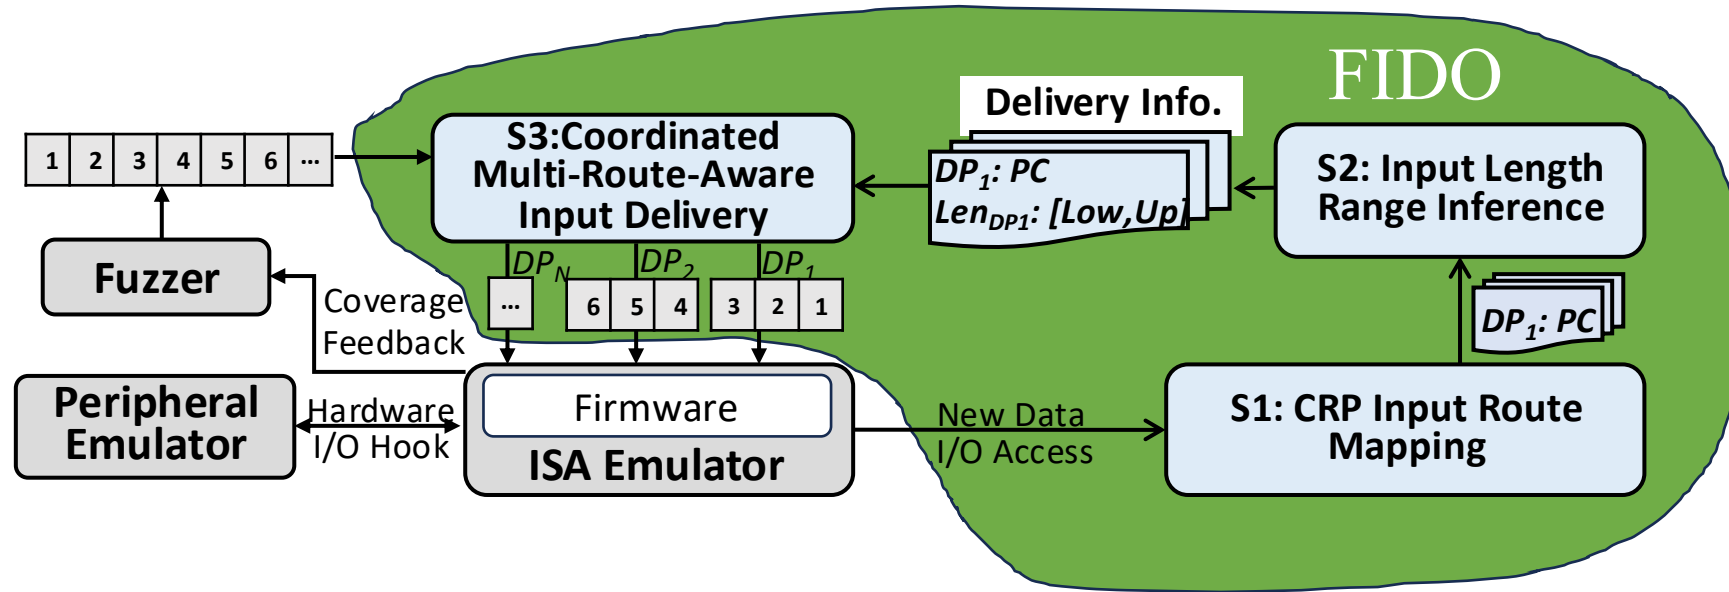 FIDO
Delivery Info.
S3:Coordinated
Multi-Route-Aware
Input Delivery
1 2 3 4 5 6 ...
DP1: PC
LenDP1: [Low,Up]
S2: Input Length
Range Inference
Fuzzer
DPN DP2 DP1
... 6 5 4 3 2 1
Coverage
Feedback
DP1: PC
Peripheral
Emulator
Hardware
I/O Hook
Firmware
ISA Emulator
New Data
I/O Access
S1: CRP Input Route
Mapping